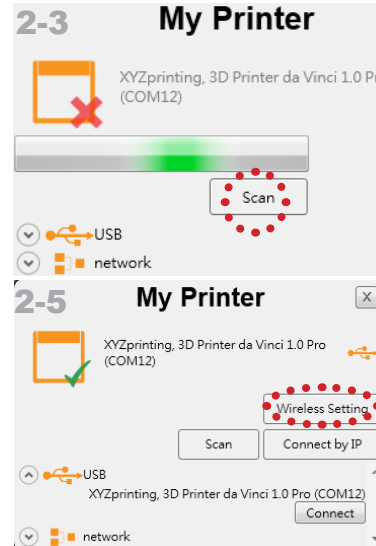 2-3
My Printer
XYZprinting, 3D Printer da Vinci 1.0 Pr
(COM12)
Scan
USB
network
2-5
My Printer
X
XYZprinting, 3D Printer da Vinci 1.0 Pro
(COM12)
Wireless Setting
Scan
Connect by IP
USB
XYZprinting, 3D Printer da Vinci 1.0 Pro (COM12)
Connect
network